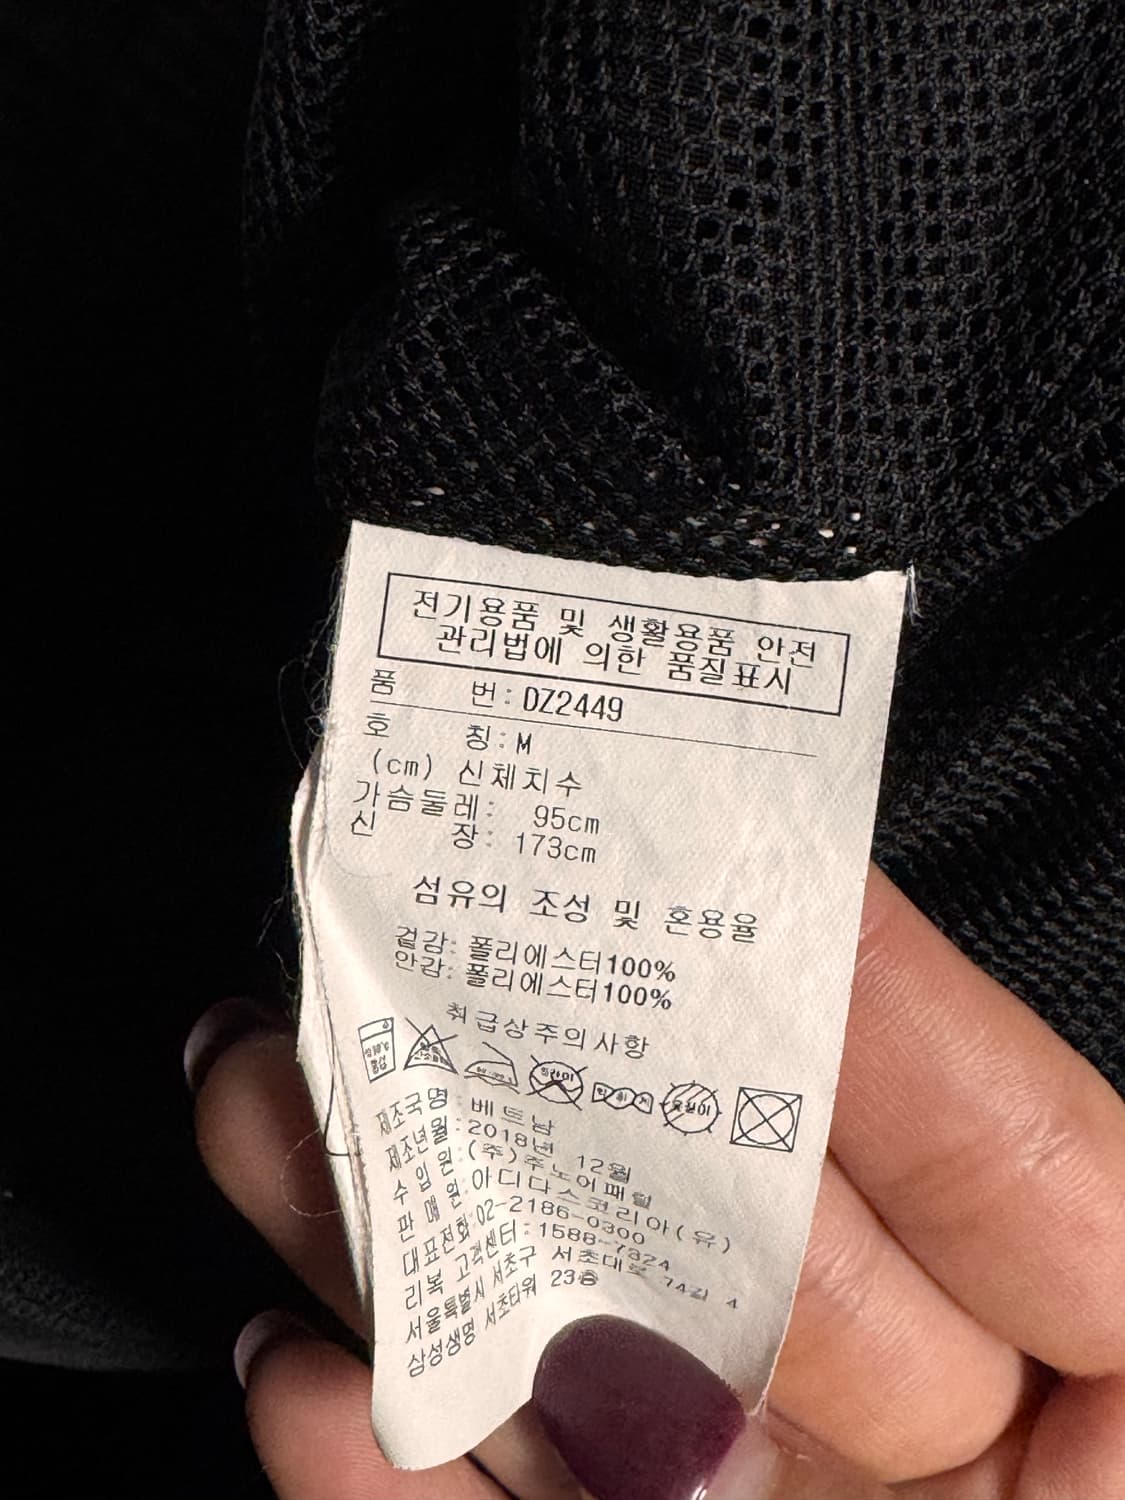 전기용품 및 생활용품 안전
관리법에 의한 품질표시
품 번: DZ2449
호 칭: M
(cm) 신체치수
가슴둘레: 95cm
신 장: 173cm
섬유의 조성 및 혼용율
겉감: 폴리에스터100%
안감: 폴리에스터100%
취급상주의사항
제조국명: 베트남
제조년월: 2018년 12월
수 입 원: (주)주노어패럴
판 매 원: 아디다스코리아(유)
대표전화: 02-2186-0300
리복 고객센터: 1588-7324
서울특별시 서초구 서초대로 74길 4
삼성생명 서초타워 23층